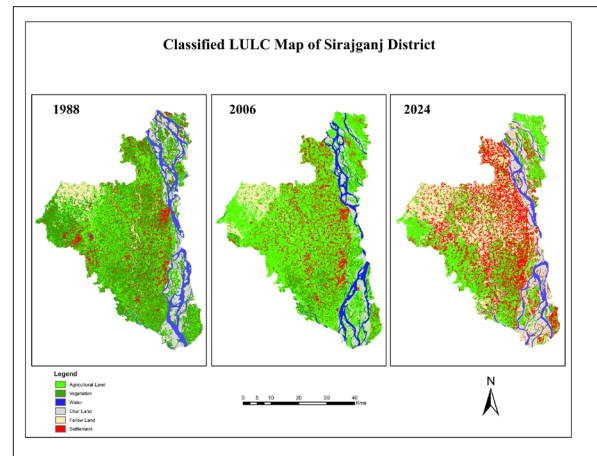 Classified LULC Map of Sirajganj District
1988
2006
2024
Legend
Agricultural Land
Vegetation
Water
Char Land
Fallow Land
Settlement
0 5 10 20 30 40
Kms
N